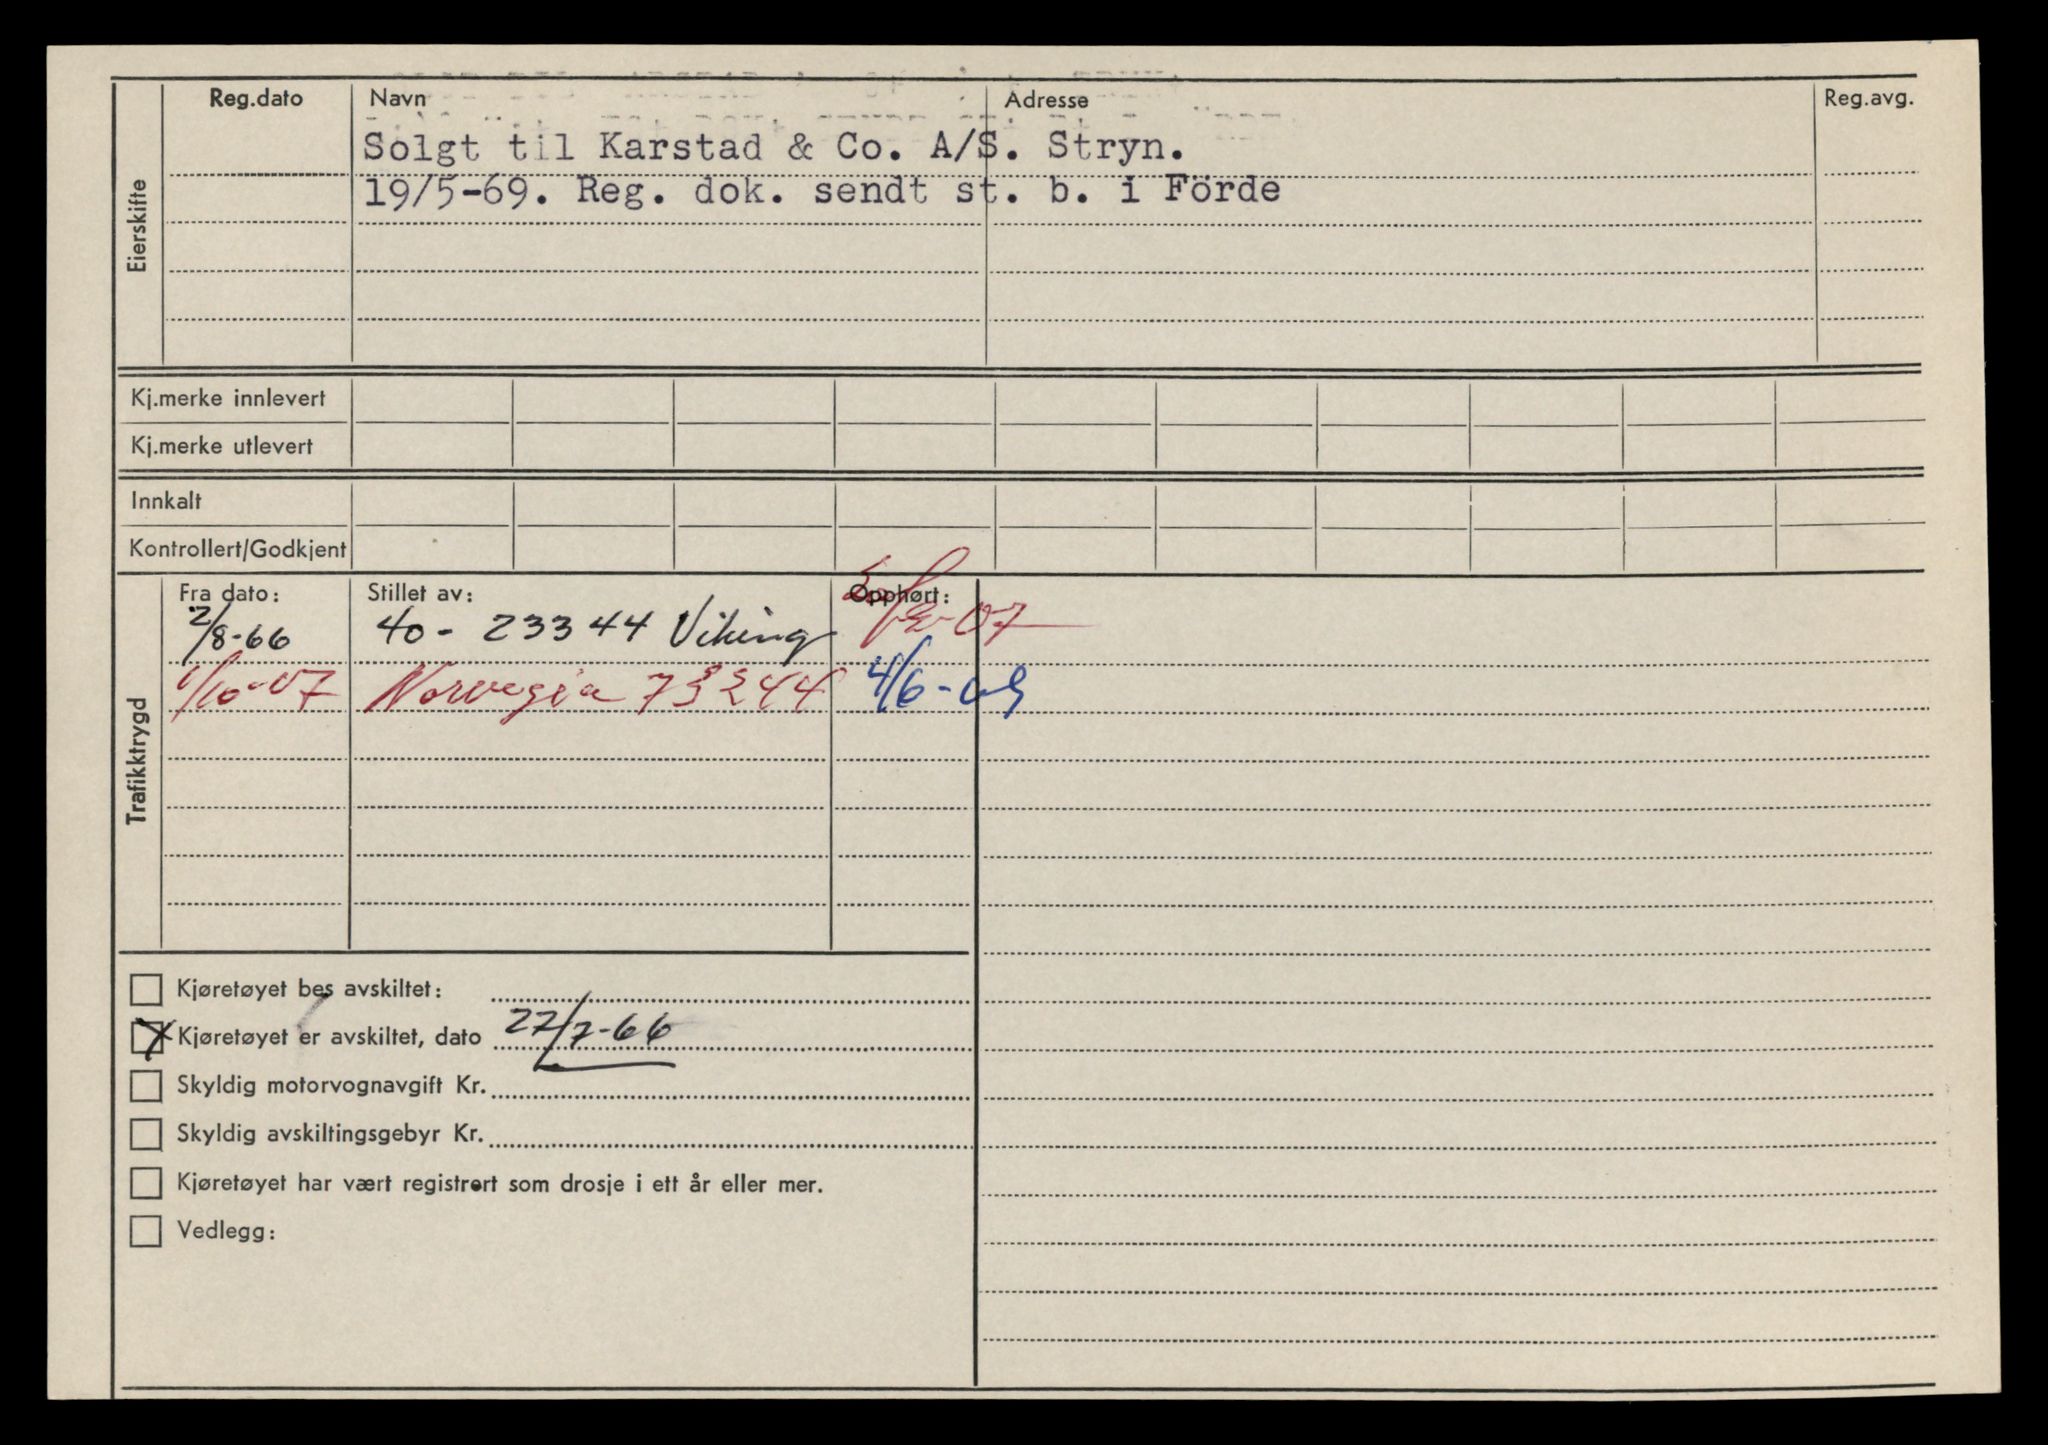 Reg.dato Navn Adresse Reg.avg.
Solgt til Karstad & Co. A/S. Stryn.
19/5-69. Reg. dok. sendt st. b. i Förde
Eierskifte
Kj.merke innlevert
Kj.merke utlevert
Innkalt
Kontrollert/Godkjent
Trafikktrygd
Fra dato: Stillet av: Opphørt:
2/8-66 40- 23344 Viking
1/10-67 Norvegia 4/6-69
Kjøretøyet bes avskiltet:
Kjøretøyet er avskiltet, dato 27/7-66
Skyldig motorvognavgift Kr.
Skyldig avskiltingsgebyr Kr.
Kjøretøyet har vært registrert som drosje i ett år eller mer.
Vedlegg: